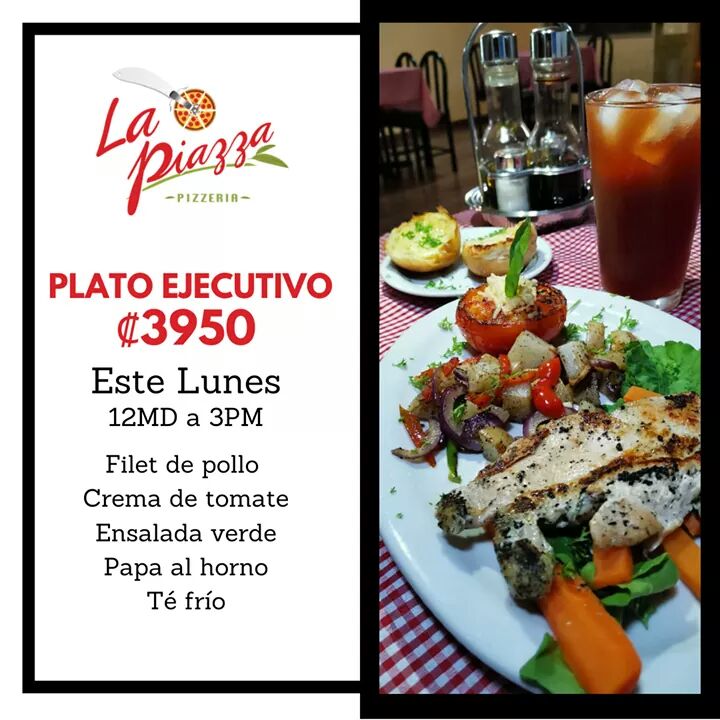 La
Piazza
PIZZERIA
PLATO EJECUTIVO
₡3950
Este Lunes
12MD a 3PM
Filet de pollo
Crema de tomate
Ensalada verde
Papa al horno
Té frío